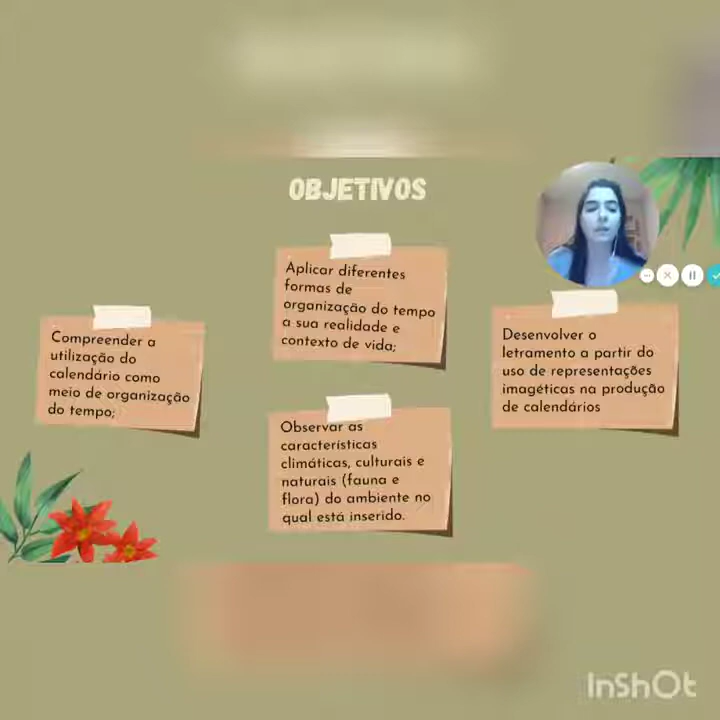 OBJETIVOS
Compreender a
utilização do
calendário como
meio de organização
do tempo;
Aplicar diferentes
formas de
organização do tempo
a sua realidade e
contexto de vida;
Observar as
características
climáticas, culturais e
naturais (fauna e
flora) do ambiente no
qual está inserido.
Desenvolver o
letramento a partir do
uso de representações
imagéticas na produção
de calendários
InShOt